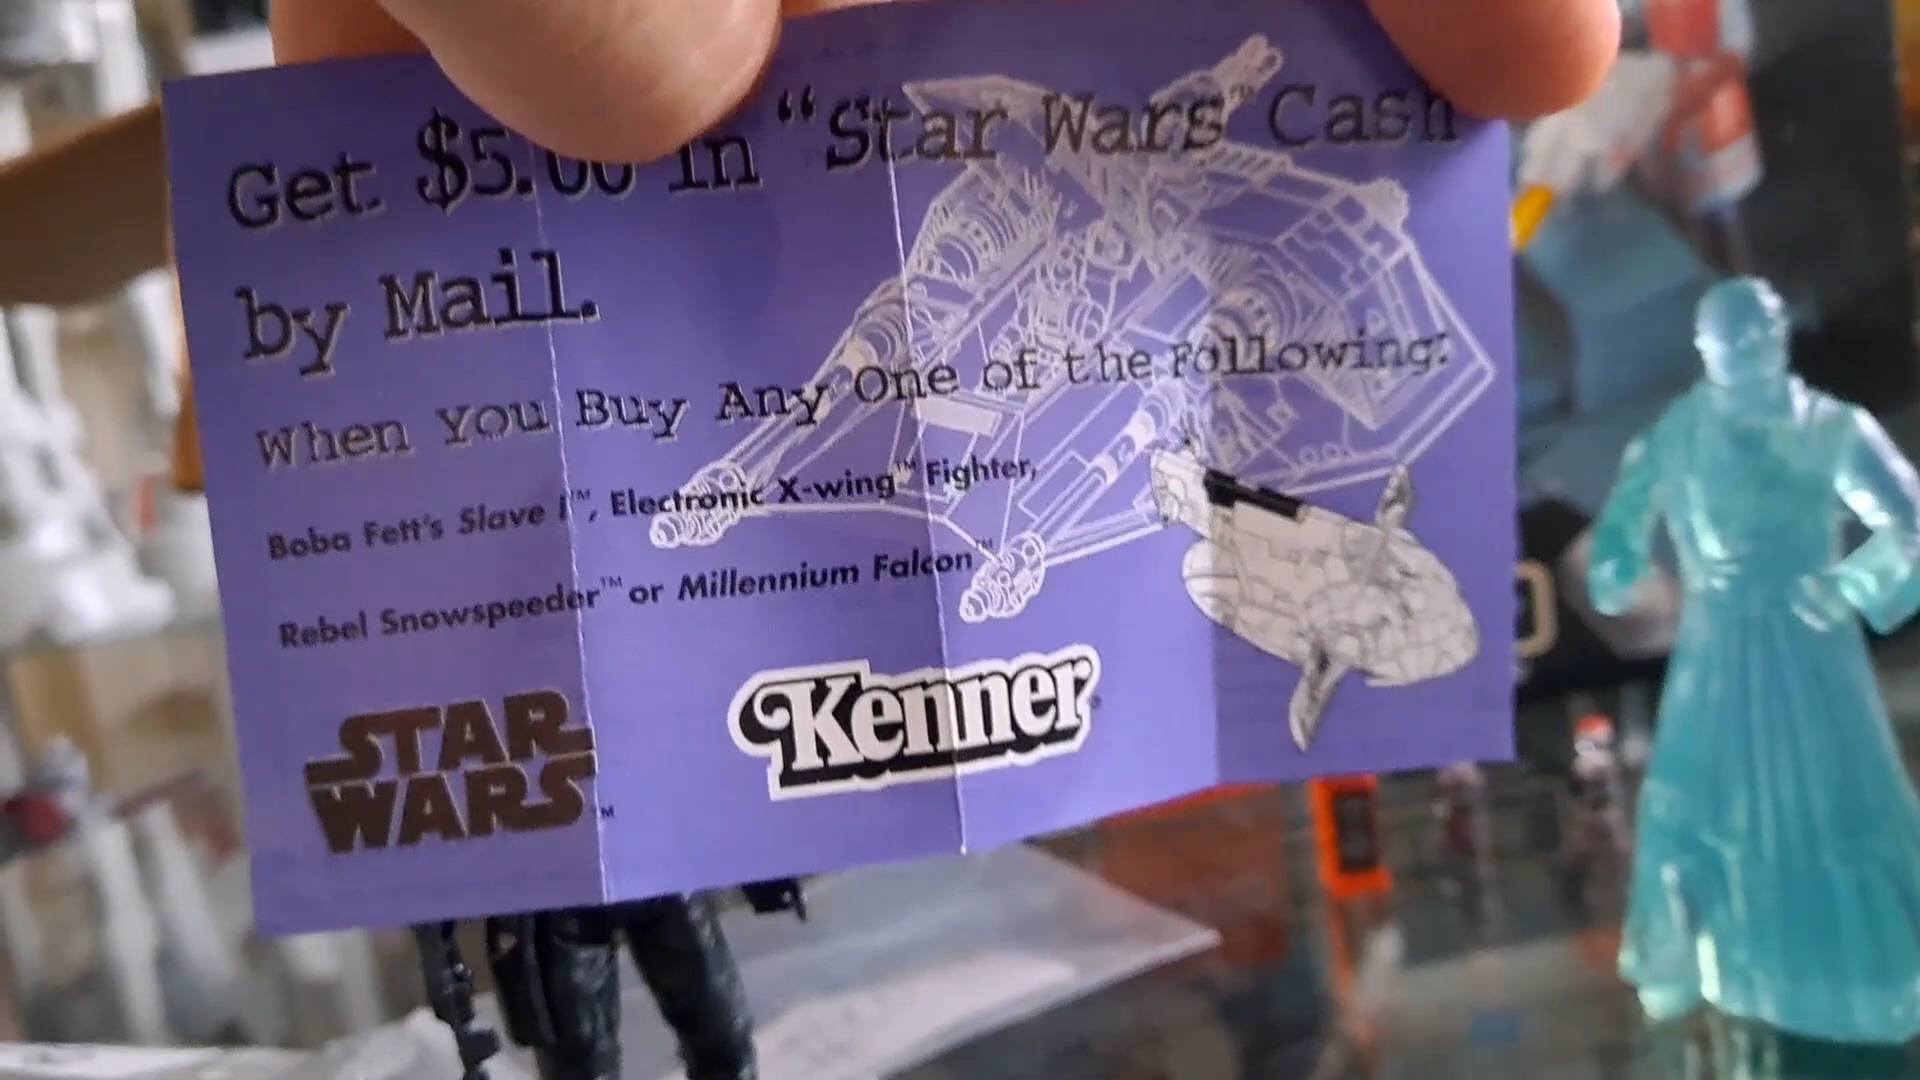 Get $5.00 in “Star Wars™ Cash
by Mail.
When You Buy Any One of the Following:
Boba Fett's Slave I™, Electronic X-wing™ Fighter,
Rebel Snowspeeder™ or Millennium Falcon™
STAR
WARS™
Kenner®